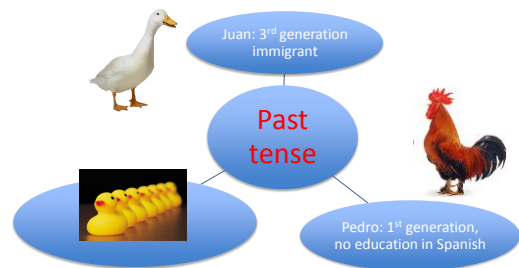 Juan: 3rd generation
immigrant
Past
tense
Pedro: 1st generation,
no education in Spanish